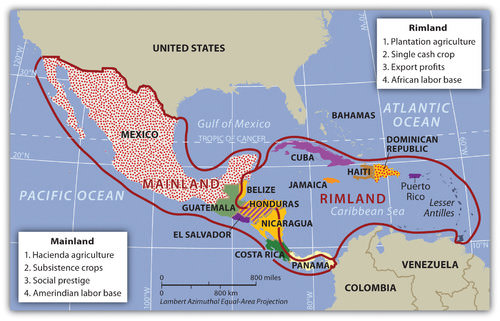 Rimland
1. Plantation agriculture
2. Single cash crop
3. Export profits
4. African labor base
UNITED STATES
120°W
110°W
30°N
ATLANTIC
OCEAN
Gulf of Mexico
TROPIC OF CANCER
BAHAMAS
MEXICO
CUBA
DOMINICAN
REPUBLIC
20°N
HAITI
MAINLAND
JAMAICA
Puerto
Rico
BELIZE
RIMLAND
Caribbean Sea
Lesser
Antilles
PACIFIC OCEAN
GUATEMALA
HONDURAS
EL SALVADOR
NICARAGUA
10°N
COSTA RICA
PANAMA
VENEZUELA
COLOMBIA
Mainland
1. Hacienda agriculture
2. Subsistence crops
3. Social prestige
4. Amerindian labor base
0
800 miles
0
800 km
Lambert Azimuthal Equal-Area Projection
100°W
90°W
80°W